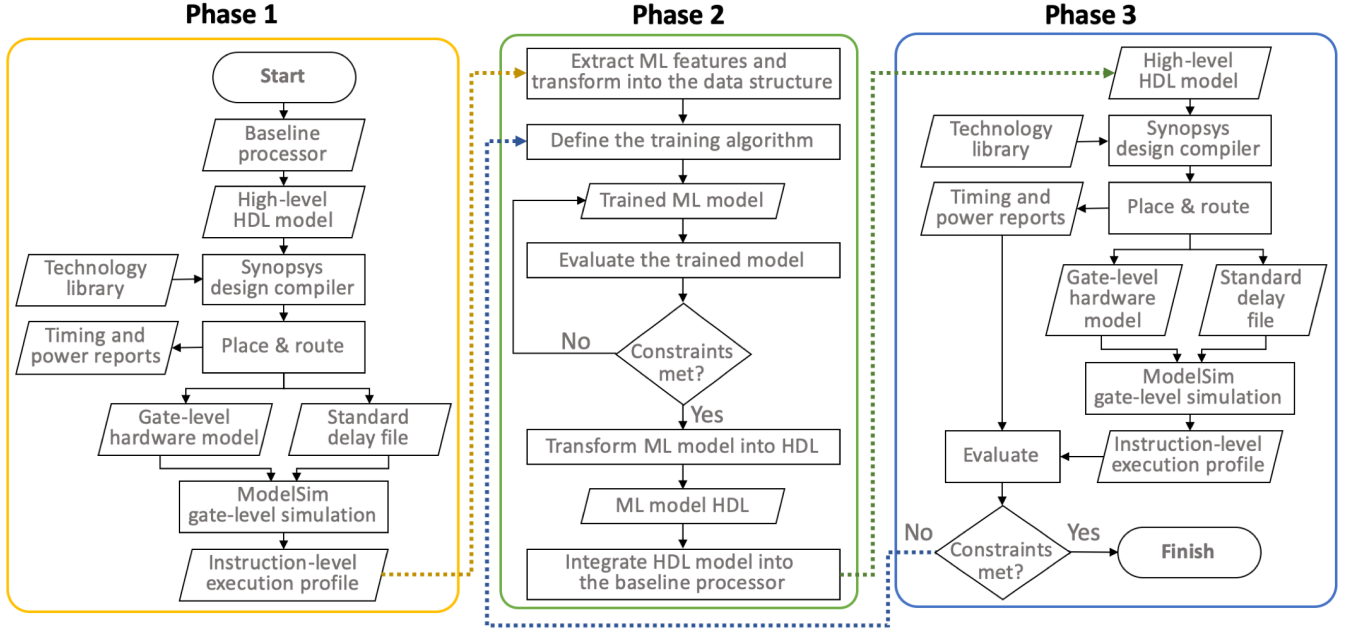 Phase 1
Start
Baseline
processor
High-level
HDL model
Technology
library
Synopsys
design compiler
Timing and
power reports
Place & route
Gate-level
hardware model
Standard
delay file
ModelSim
gate-level simulation
Instruction-level
execution profile
Phase 2
Extract ML features and
transform into the data structure
Define the training algorithm
Trained ML model
Evaluate the trained model
Constraints
met?
No
Yes
Transform ML model into HDL
ML model HDL
Integrate HDL model into
the baseline processor
Phase 3
High-level
HDL model
Technology
library
Synopsys
design compiler
Timing and
power reports
Place & route
Gate-level
hardware
model
Standard
delay
file
ModelSim
gate-level simulation
Instruction-level
execution profile
Evaluate
Constraints
met?
No
Yes
Finish